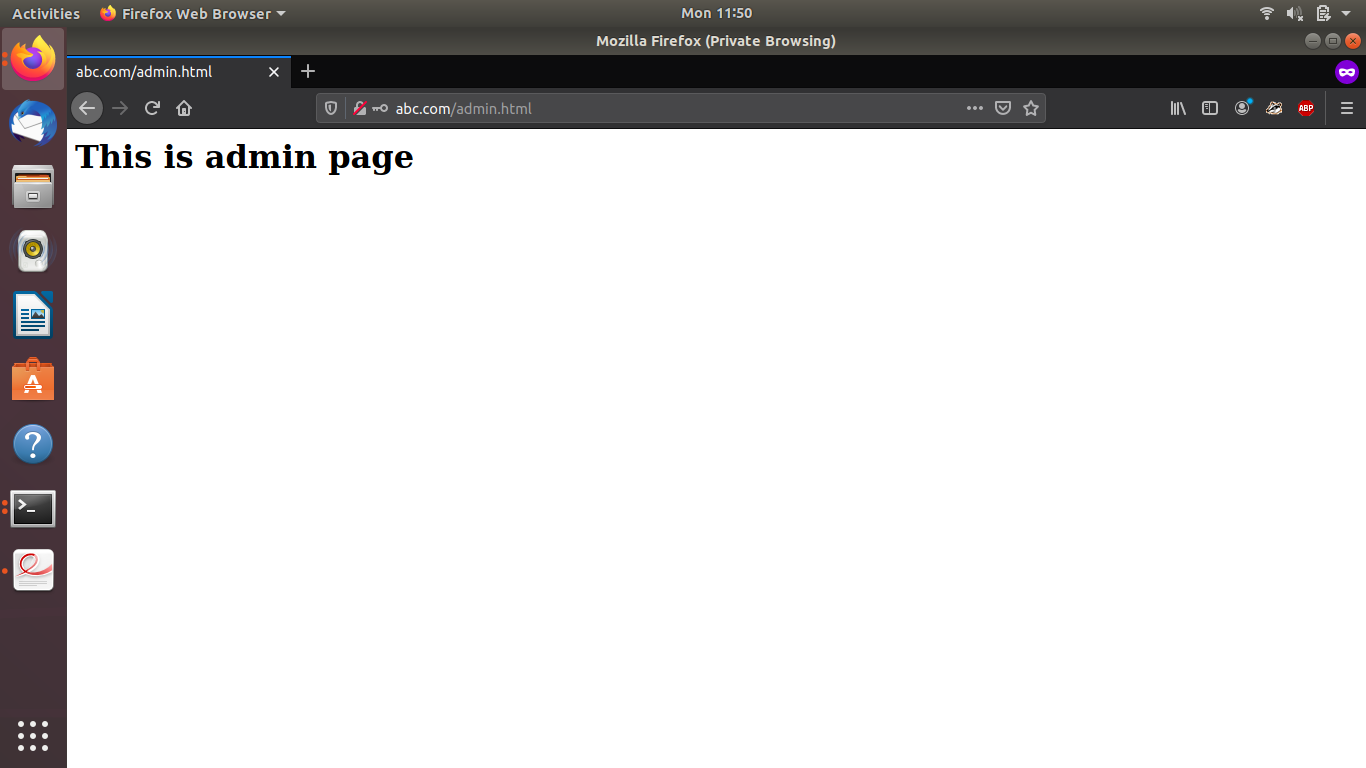 Activities Firefox Web Browser Mon 11:50
Mozilla Firefox (Private Browsing)
abc.com/admin.html
abc.com/admin.html
ABP
This is admin page